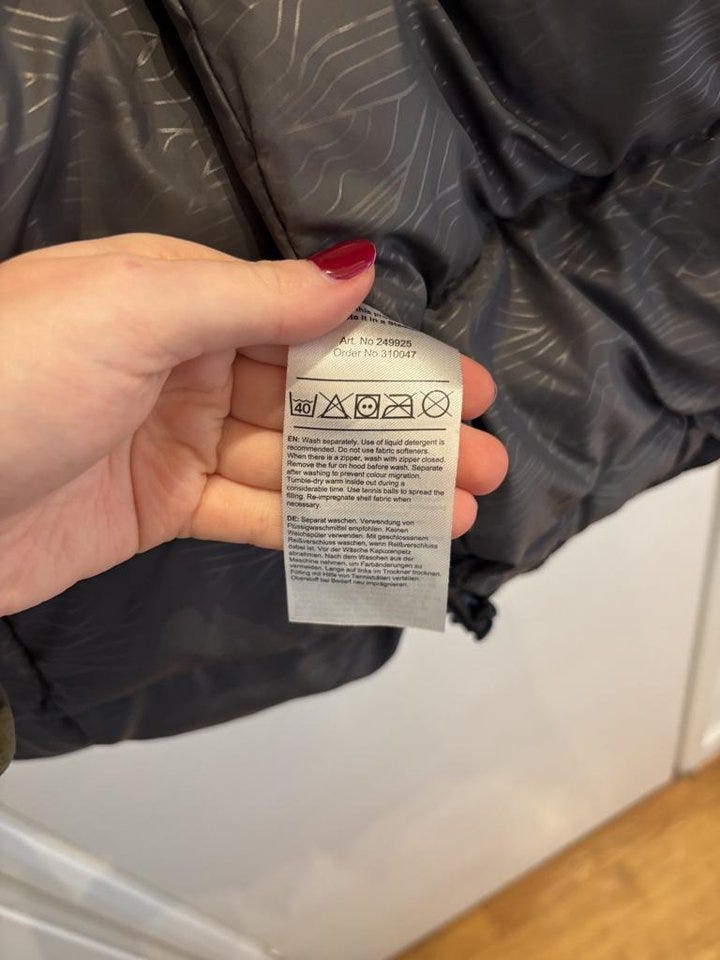 this
it in a
Art. No 249925
Order No 310047
40
EN: Wash separately. Use of liquid detergent is
recommended. Do not use fabric softeners.
When there is a zipper, wash with zipper closed.
Remove the fur on hood before wash. Separate
after washing to prevent colour migration.
Tumble-dry warm inside out during a
considerable time. Use tennis balls to spread the
filling. Re-impregnate shell fabric when
necessary.
DE: Separat waschen. Verwendung von
Flüssigwaschmittel empfohlen. Keinen
Weichspüler verwenden. Mit geschlossenem
Reißverschluss waschen, wenn Reißverschluss
dabei ist. Vor der Wäsche Kapuzenpelz
abnehmen. Nach dem Waschen aus der
Maschine nehmen, um Farbänderungen zu
vermeiden. Lange auf links im Trockner trocknen.
Füllung mit Hilfe von Tennisbällen verteilen.
Oberstoff bei Bedarf neu imprägnieren.